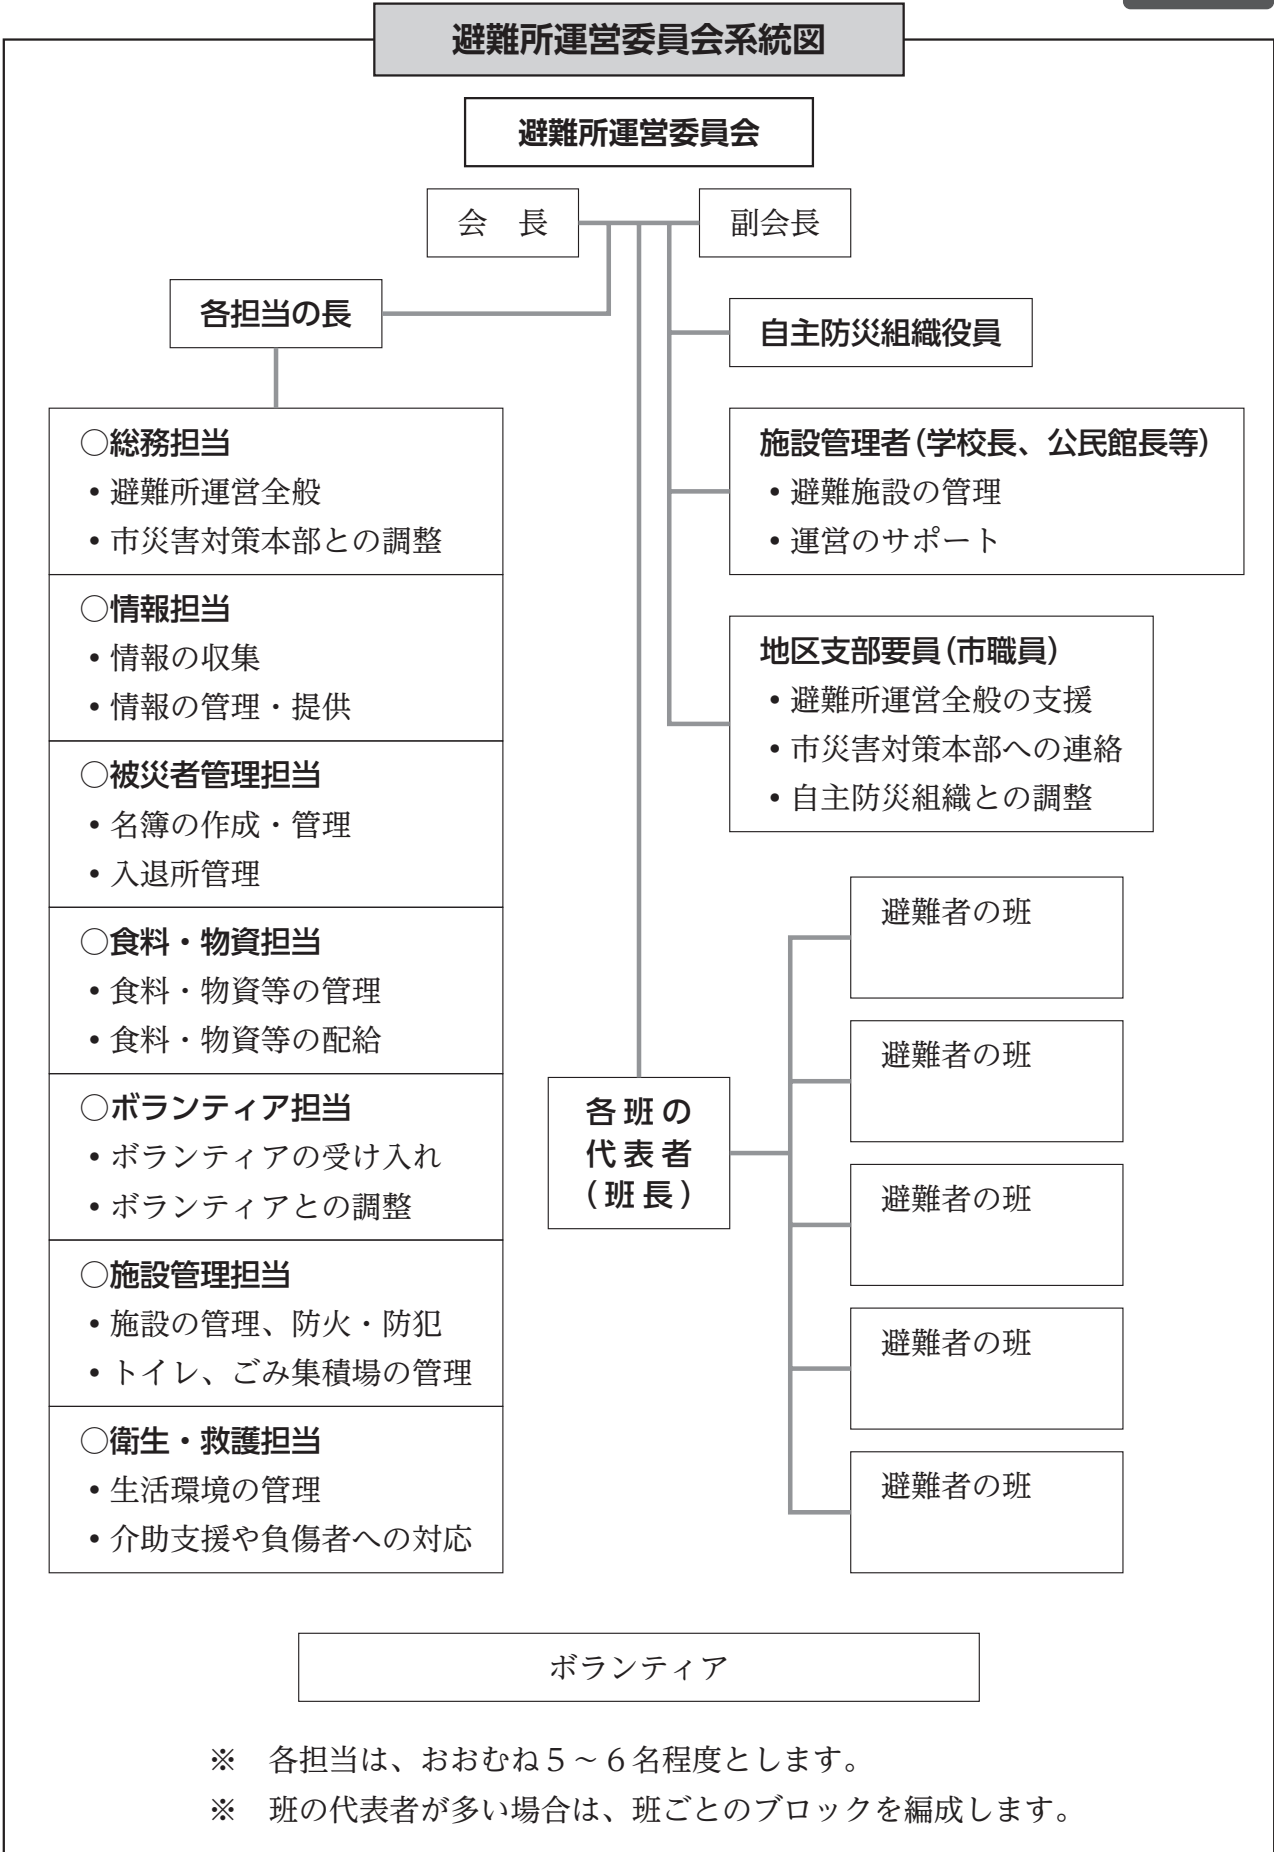 避難所運営委員会系統図
避難所運営委員会
会　長
副会長
各担当の長
○総務担当
・避難所運営全般
・市災害対策本部との調整
○情報担当
・情報の収集
・情報の管理・提供
○被災者管理担当
・名簿の作成・管理
・入退所管理
○食料・物資担当
・食料・物資等の管理
・食料・物資等の配給
○ボランティア担当
・ボランティアの受け入れ
・ボランティアとの調整
○施設管理担当
・施設の管理、防火・防犯
・トイレ、ごみ集積場の管理
○衛生・救護担当
・生活環境の管理
・介助支援や負傷者への対応
自主防災組織役員
施設管理者（学校長、公民館長等）
・避難施設の管理
・運営のサポート
地区支部要員（市職員）
・避難所運営全般の支援
・市災害対策本部への連絡
・自主防災組織との調整
各班の
代表者
（班長）
避難者の班
避難者の班
避難者の班
避難者の班
避難者の班
ボランティア
※　各担当は、おおむね５～６名程度とします。
※　班の代表者が多い場合は、班ごとのブロックを編成します。